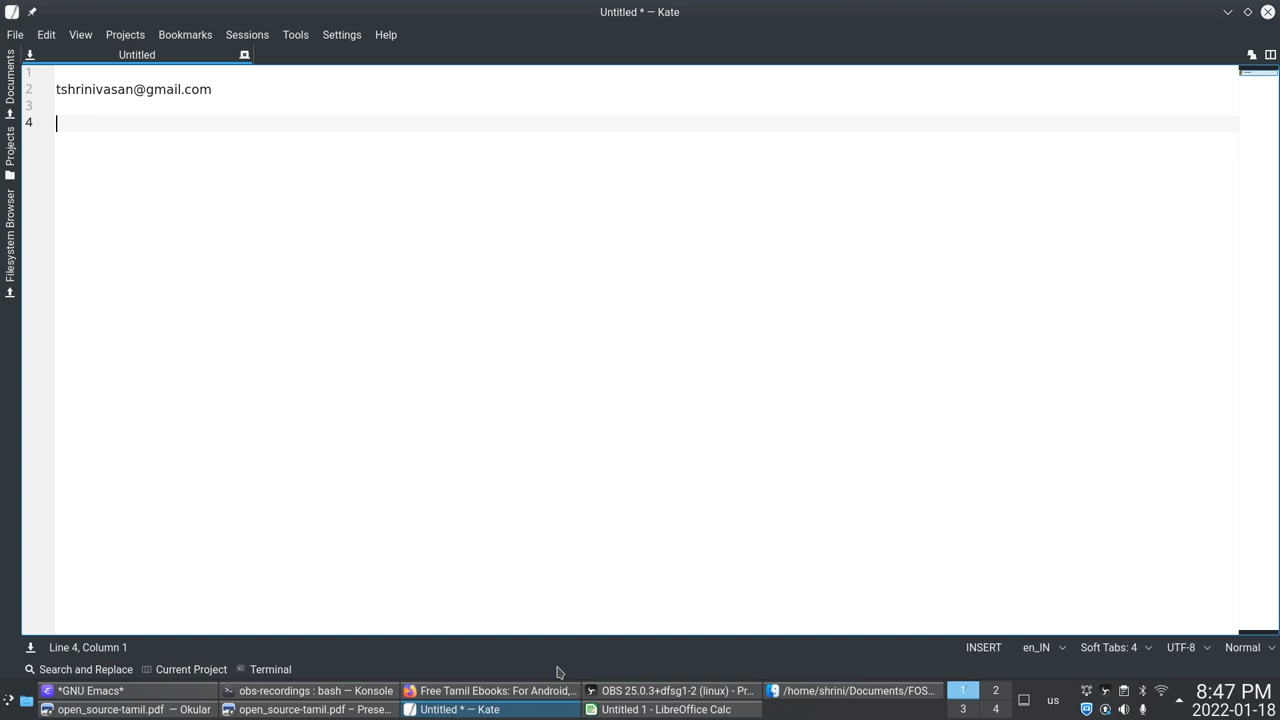 Untitled * — Kate
File Edit View Projects Bookmarks Sessions Tools Settings Help
Untitled
Documents
Projects
Filesystem Browser
1
2 tshrinivasan@gmail.com
3
4
Line 4, Column 1 INSERT en_IN Soft Tabs: 4 UTF-8 Normal
Search and Replace Current Project Terminal
*GNU Emacs* obs-recordings : bash — Konsole Free Tamil Ebooks: For Android,... OBS 25.0.3+dfsg1-2 (linux) - Pr... /home/shrini/Documents/FOS... 1 2
open_source-tamil.pdf — Okular open_source-tamil.pdf – Prese... Untitled * — Kate Untitled 1 - LibreOffice Calc 3 4
us
8:47 PM
2022-01-18